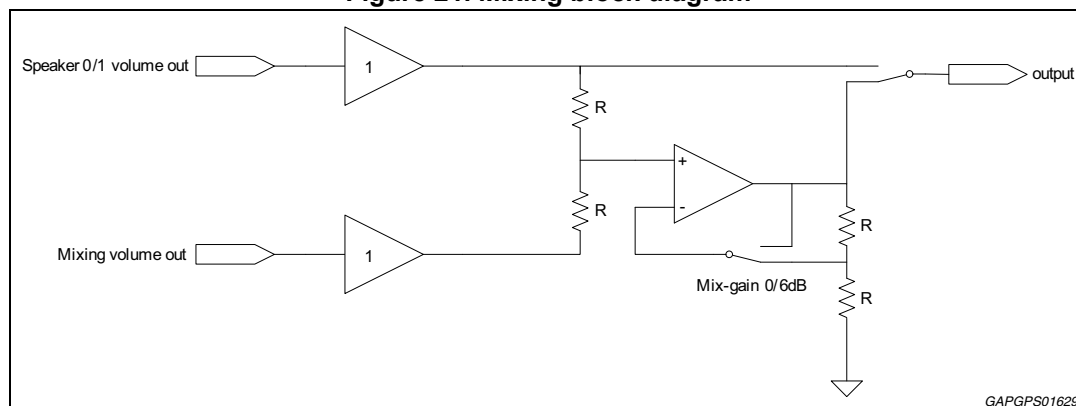 Figure Mixing block diagram
Speaker 0/1 volume out
1
output
R
+
-
R
R
Mixing volume out
1
Mix-gain 0/6dB
R
GAPGPS01629